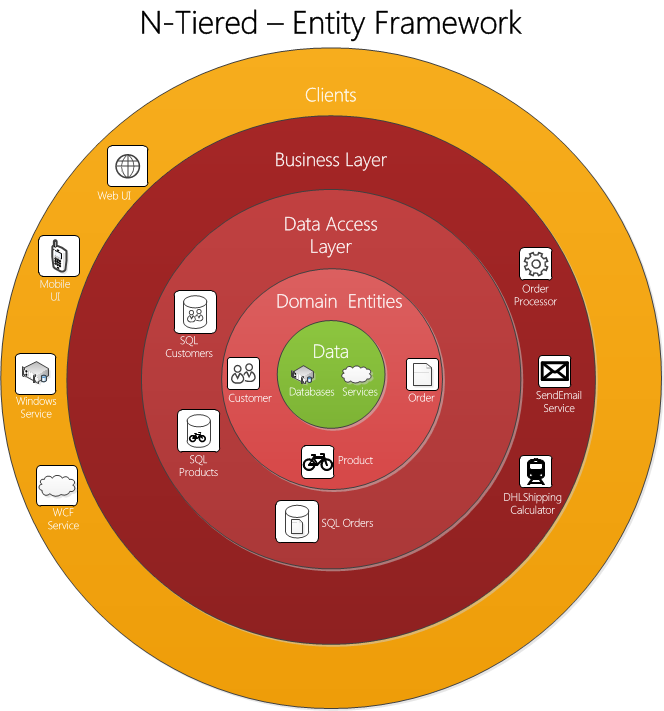 N-Tiered – Entity Framework
Clients
Business Layer
Web UI
Data Access
Layer
Mobile
UI
Order
Processor
Domain Entities
SQL
Customers
Data
Databases
Services
Customer
Order
Windows
Service
SendEmail
Service
SQL
Products
Product
DHLShipping
Calculator
WCF
Service
SQL Orders